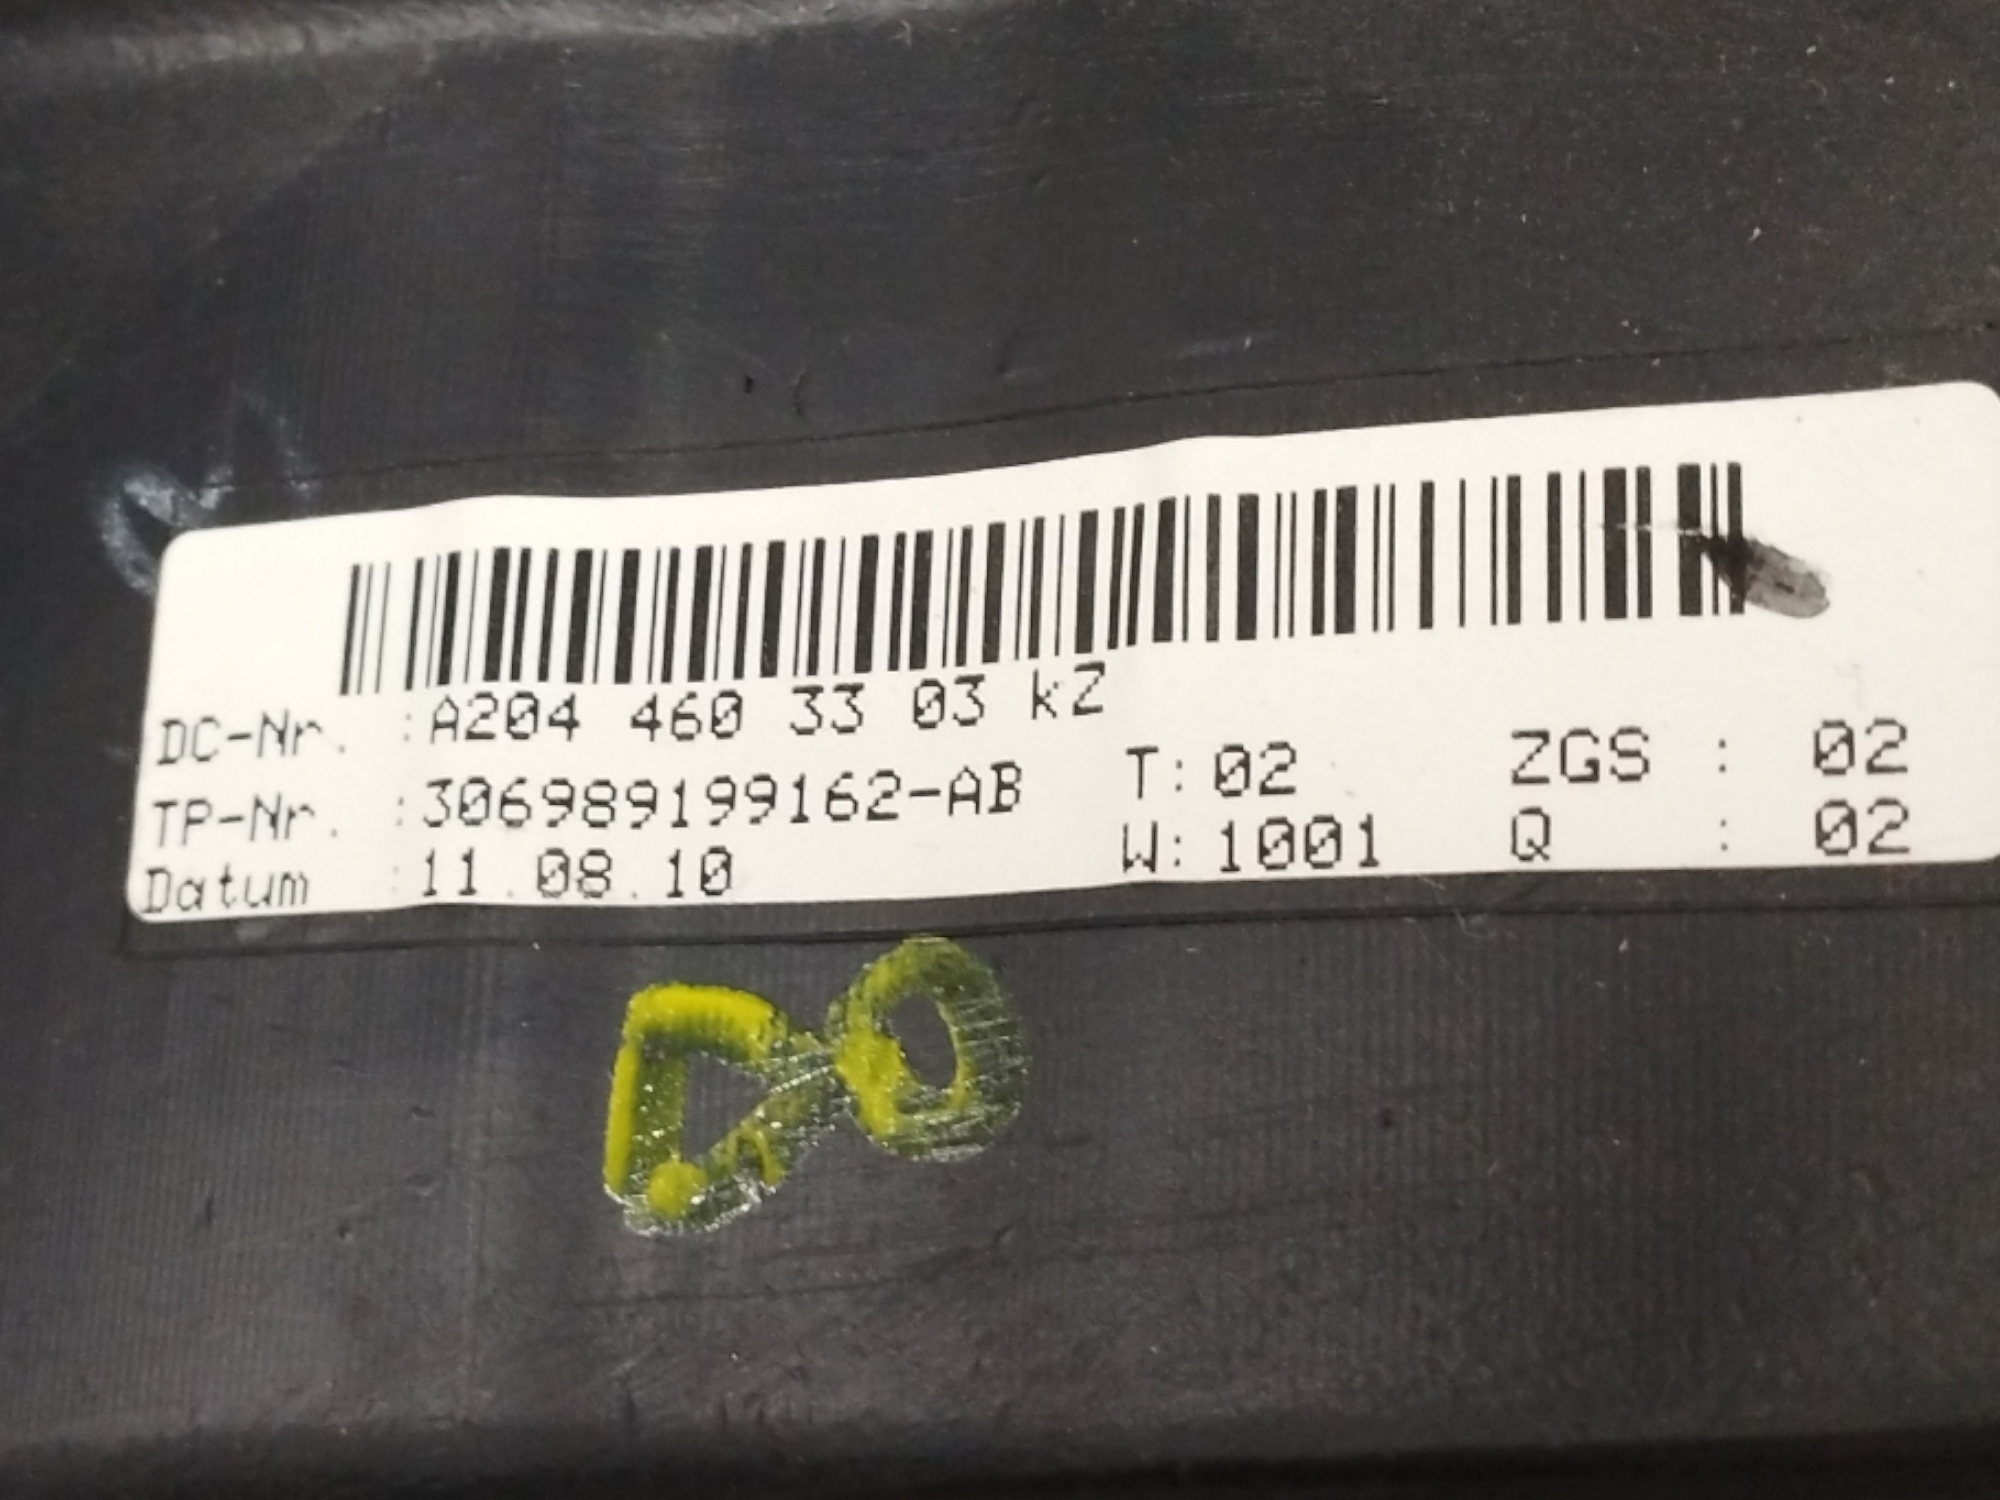 DC-Nr. :A204 460 33 03 kZ
TP-Nr. :306989199162-AB T:02 ZGS : 02
Datum :11.08.10 W:1001 Q : 02